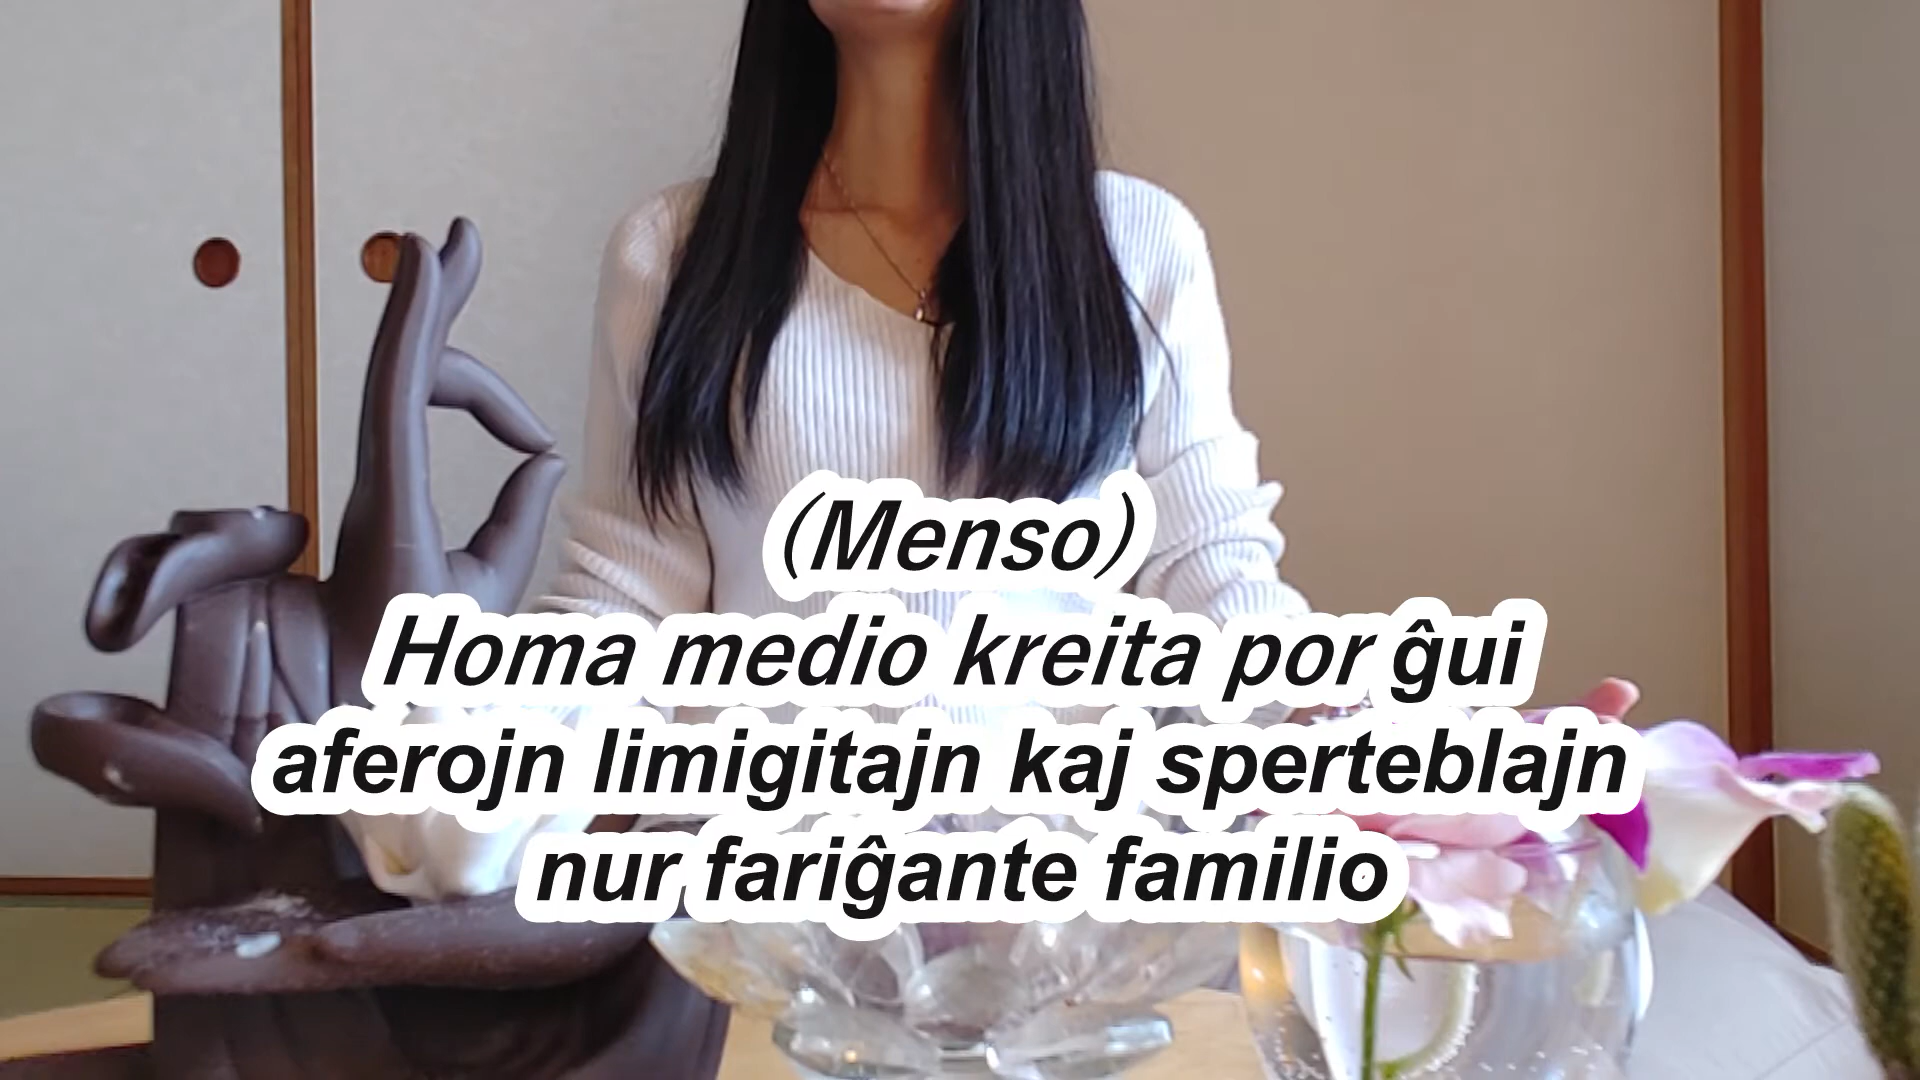 (Menso)
Homa medio kreita por ĝui
aferojn limigitajn kaj sperteblajn
nur fariĝante familio